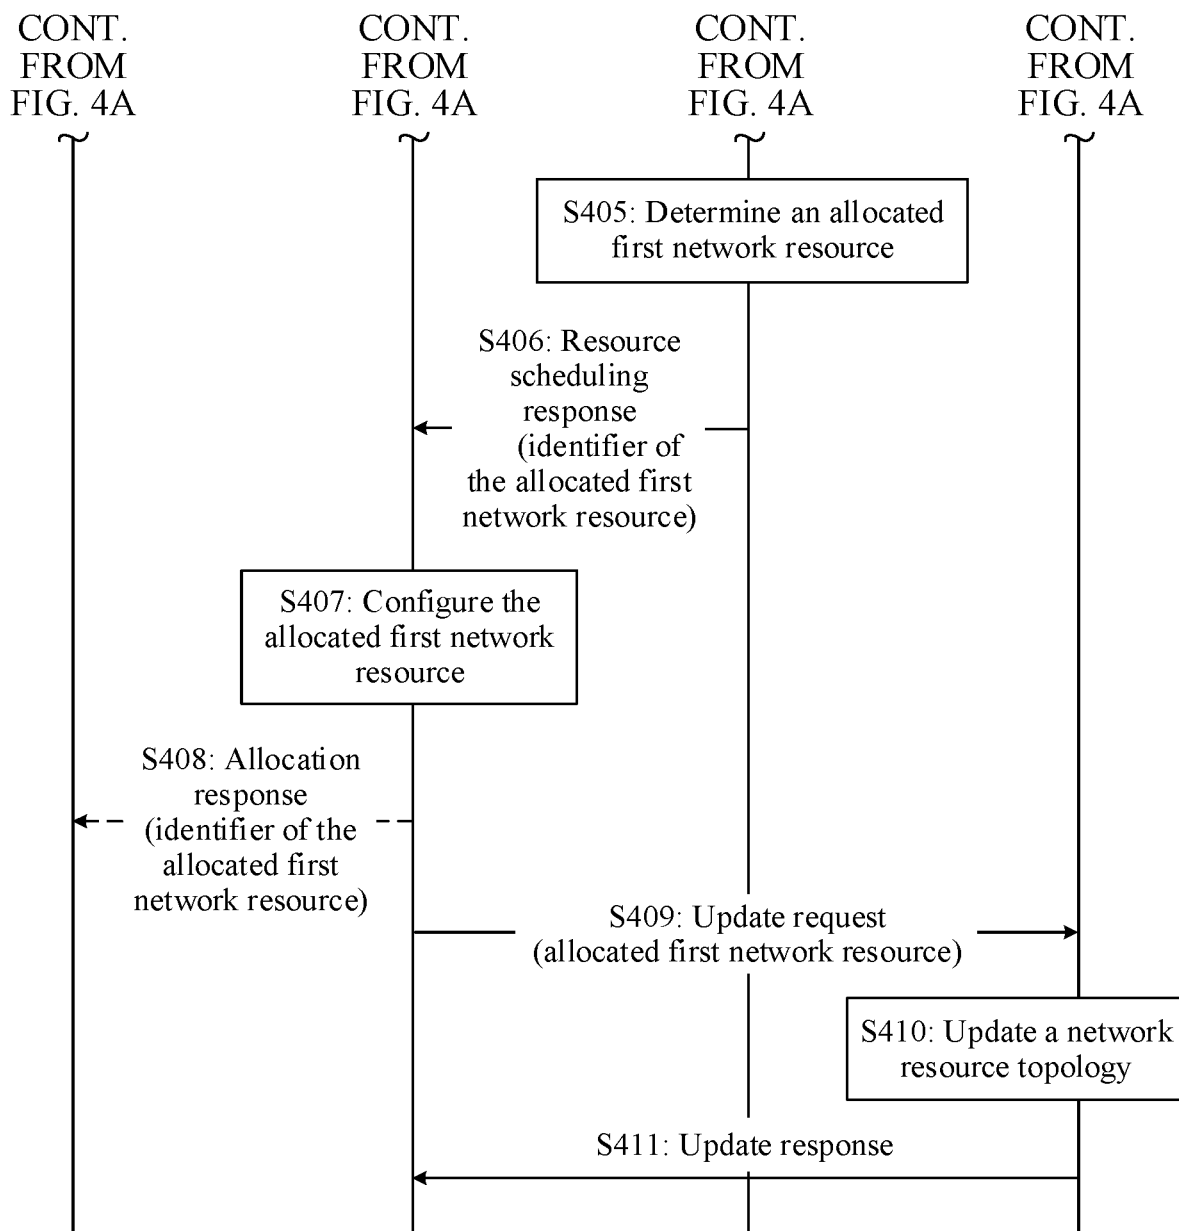 CONT.
FROM
FIG. 4A
CONT.
FROM
FIG. 4A
CONT.
FROM
FIG. 4A
CONT.
FROM
FIG. 4A
S405: Determine an allocated
first network resource
S406: Resource
scheduling
response
(identifier of
the allocated first
network resource)
S407: Configure the
allocated first network
resource
S408: Allocation
response
(identifier of the
allocated first
network resource)
S409: Update request
(allocated first network resource)
S410: Update a network
resource topology
S411: Update response